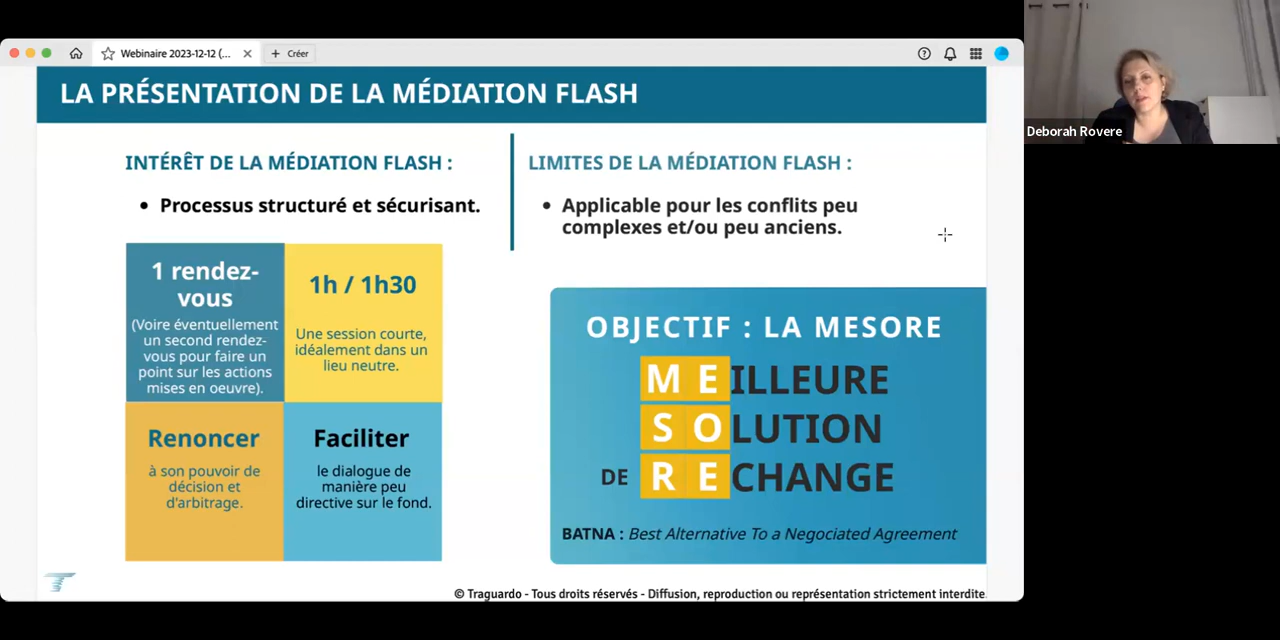 Webinaire 2023-12-12 (...
Créer
LA PRÉSENTATION DE LA MÉDIATION FLASH
INTÉRÊT DE LA MÉDIATION FLASH :
• Processus structuré et sécurisant.
1 rendez-
vous
(Voire éventuellement
un second rendez-
vous pour faire un
point sur les actions
mises en oeuvre).
1h / 1h30
Une session courte,
idéalement dans un
lieu neutre.
Renoncer
à son pouvoir de
décision et
d'arbitrage.
Faciliter
le dialogue de
manière peu
directive sur le fond.
LIMITES DE LA MÉDIATION FLASH :
• Applicable pour les conflits peu
complexes et/ou peu anciens.
OBJECTIF : LA MESORE
MEILLEURE
SOLUTION
DE RECHANGE
BATNA : Best Alternative To a Negociated Agreement
© Traguardo - Tous droits réservés - Diffusion, reproduction ou représentation strictement interdite.
Deborah Rovere